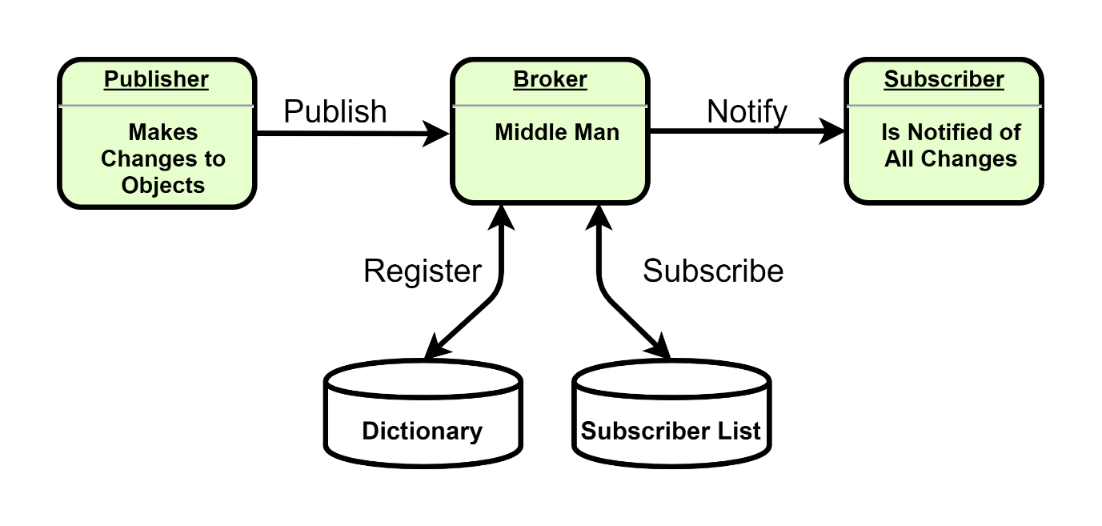 Publisher
Makes
Changes to
Objects
Publish
Broker
Middle Man
Notify
Subscriber
Is Notified of
All Changes
Register
Subscribe
Dictionary
Subscriber List